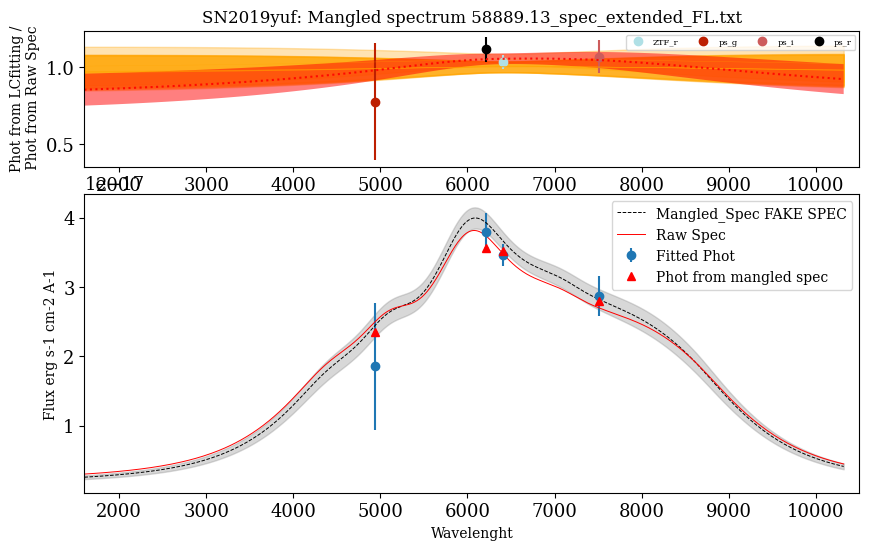 SN2019yuf: Mangled spectrum 58889.13_spec_extended_FL.txt
Phot from LCfitting /
Phot from Raw Spec
1.0
0.5
ZTF_r ps_g ps_i ps_r
2000 3000 4000 5000 6000 7000 8000 9000 10000
1e−17
4
3
2
1
Flux erg s-1 cm-2 A-1
Mangled_Spec FAKE SPEC
Raw Spec
Fitted Phot
Phot from mangled spec
2000 3000 4000 5000 6000 7000 8000 9000 10000
Wavelenght